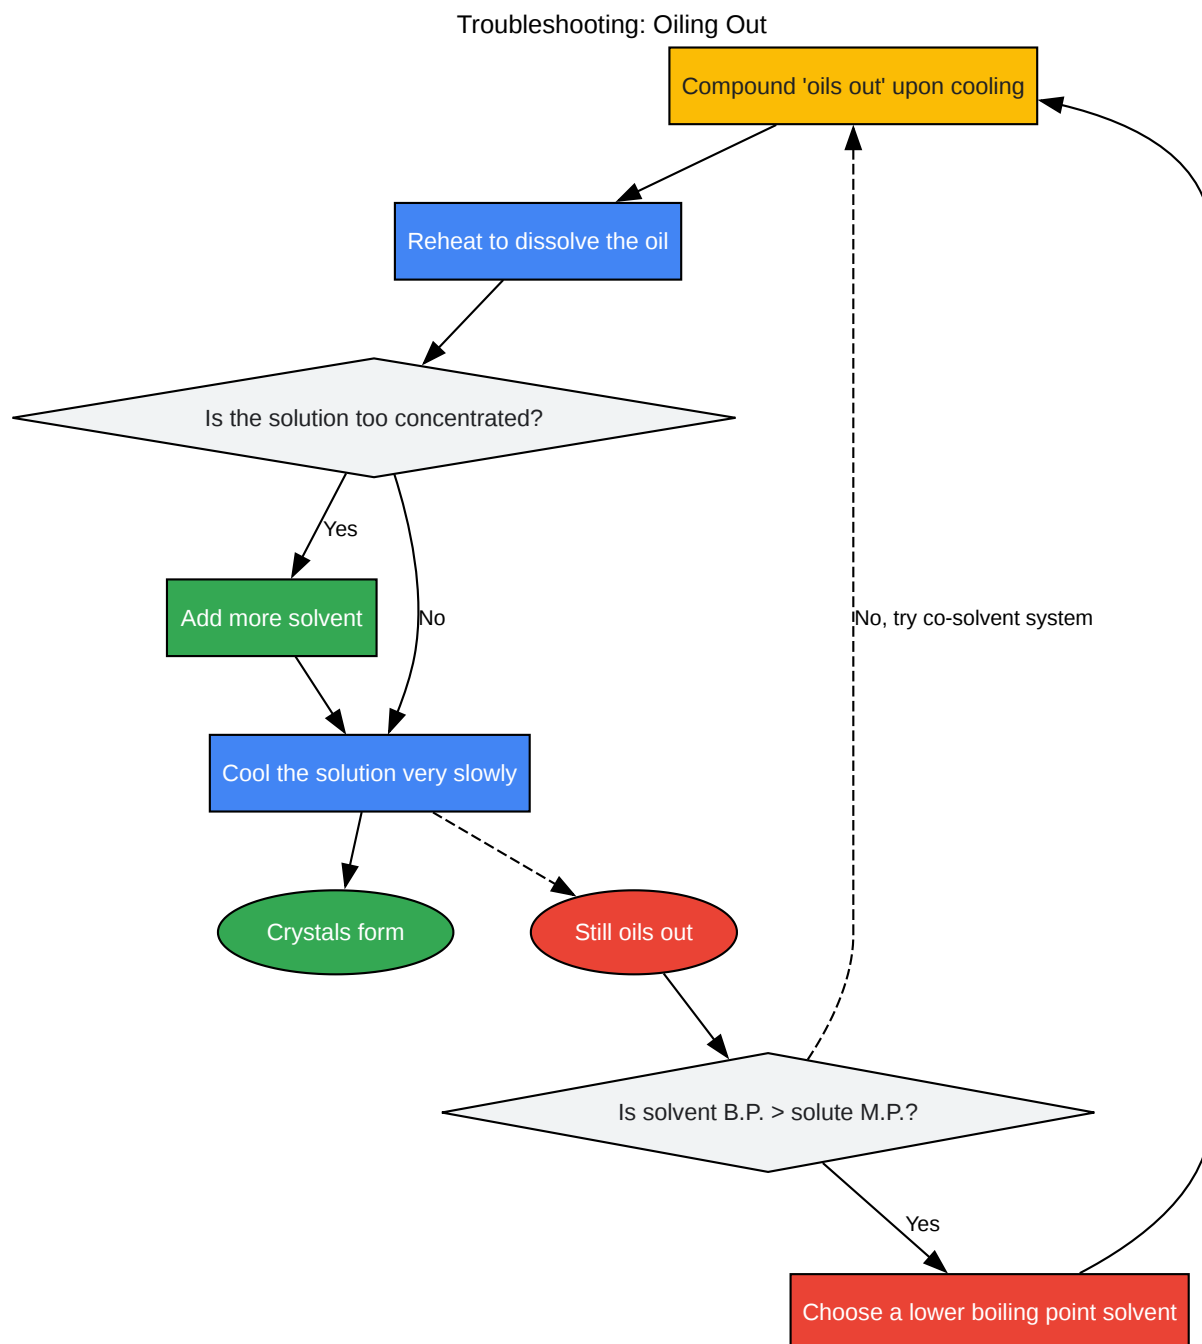 Troubleshooting: Oiling Out
Compound 'oils out' upon cooling
Reheat to dissolve the oil
Is the solution too concentrated?
Yes
Add more solvent
No
No, try co-solvent system
Cool the solution very slowly
Crystals form
Still oils out
Is solvent B.P. > solute M.P.?
Yes
Choose a lower boiling point solvent